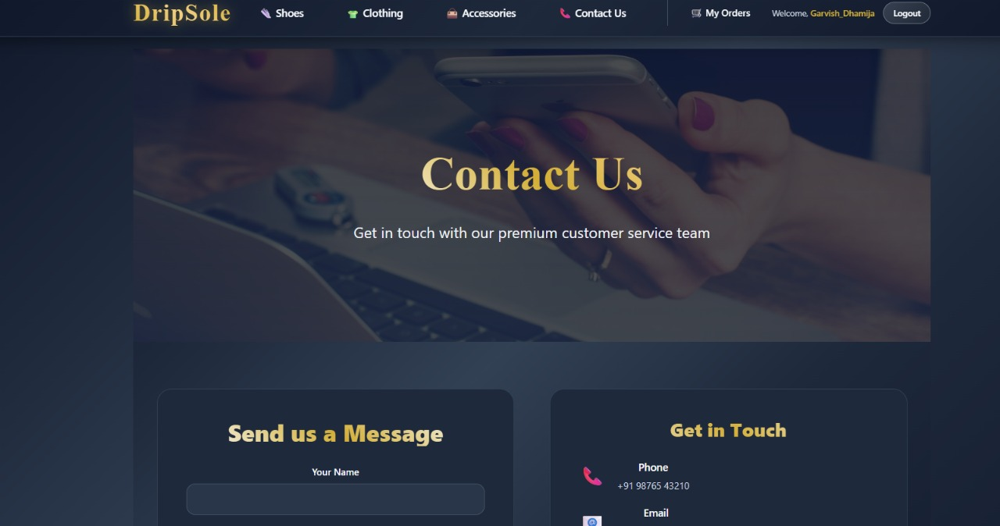 DripSole
Shoes
Clothing
Accessories
Contact Us
My Orders
Welcome, Garvish_Dhamija
Logout
Contact Us
Get in touch with our premium customer service team
Send us a Message
Your Name
Get in Touch
Phone
+91 98765 43210
Email